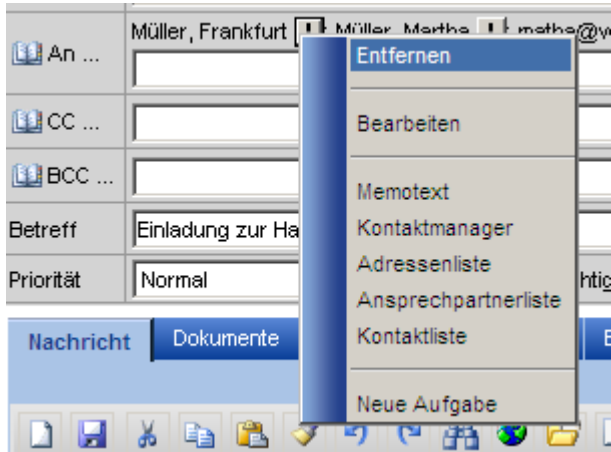 Müller, Frankfurt Müller, Martha
An ...
Entfernen
CC ...
Bearbeiten
BCC ...
Memotext
Betreff
Einladung zur
Kontaktmanager
Adressenliste
Priorität
Normal
Ansprechpartnerliste
Nachricht
Dokumente
Kontaktliste
Neue Aufgabe